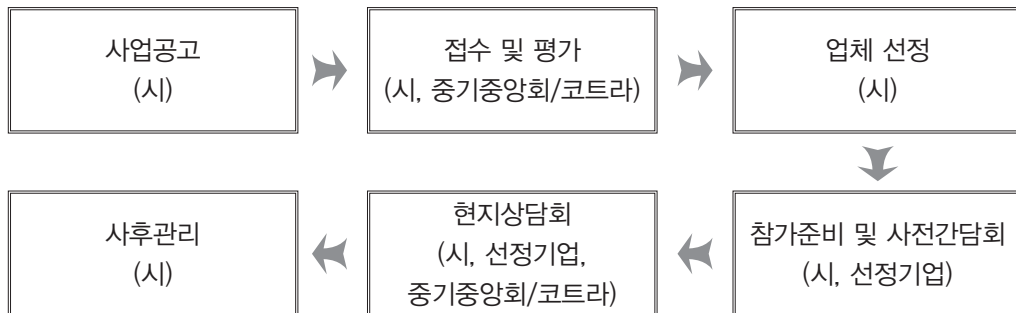 사업공고
(시)
접수 및 평가
(시, 중기중앙회/코트라)
업체 선정
(시)
참가준비 및 사전간담회
(시, 선정기업)
현지상담회
(시, 선정기업,
중기중앙회/코트라)
사후관리
(시)